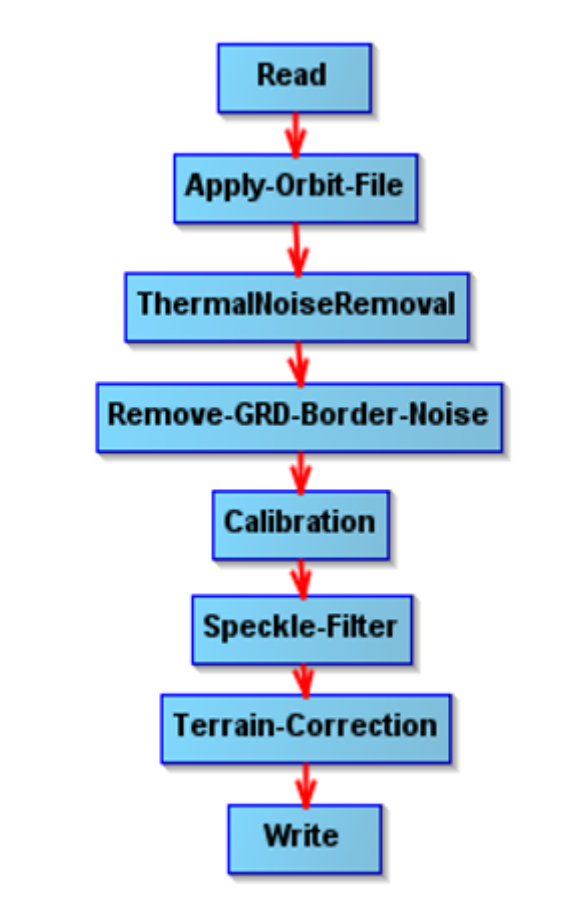 Read
Apply-Orbit-File
ThermalNoiseRemoval
Remove-GRD-Border-Noise
Calibration
Speckle-Filter
Terrain-Correction
Write